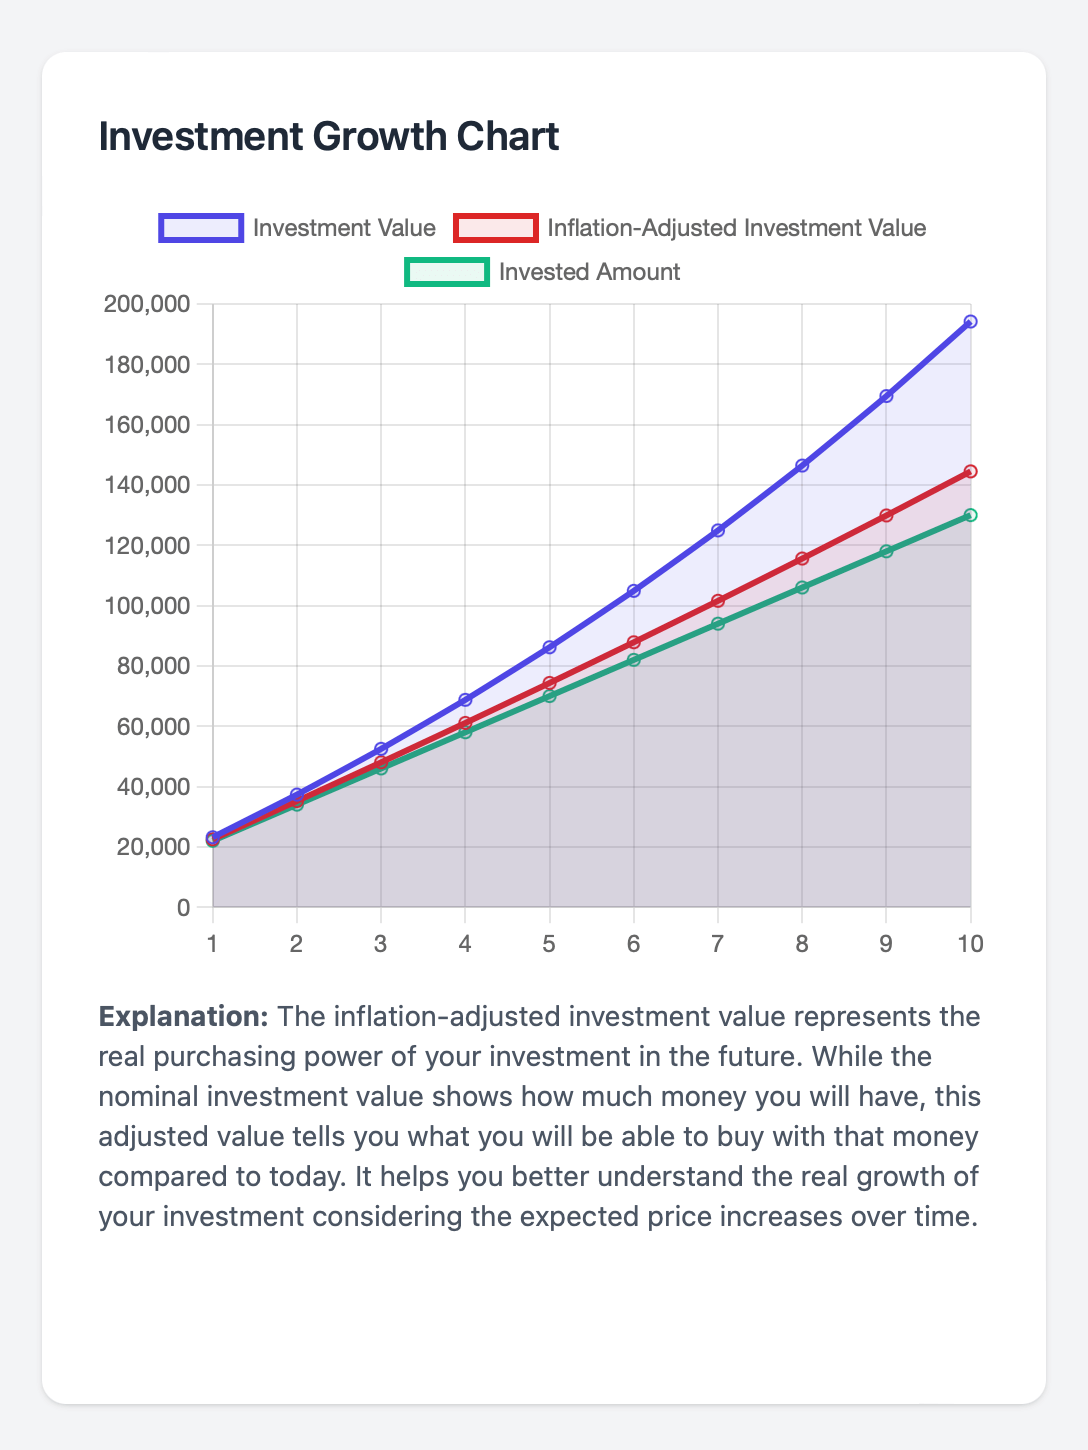 Investment Growth Chart
Investment Value Inflation-Adjusted Investment Value
Invested Amount
200,000
180,000
160,000
140,000
120,000
100,000
80,000
60,000
40,000
20,000
0
1 2 3 4 5 6 7 8 9 10
Explanation: The inflation-adjusted investment value represents the
real purchasing power of your investment in the future. While the
nominal investment value shows how much money you will have, this
adjusted value tells you what you will be able to buy with that money
compared to today. It helps you better understand the real growth of
your investment considering the expected price increases over time.